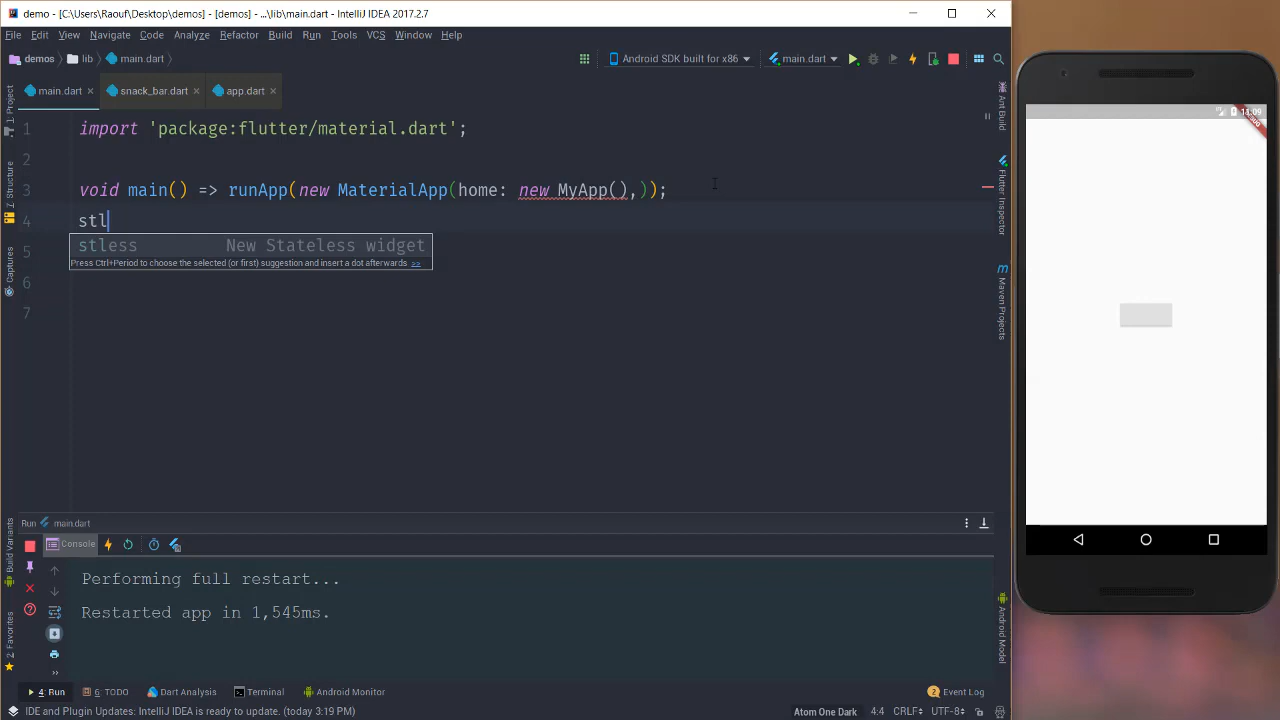 demo - [C:\Users\Raouf\Desktop\demos] - [demos] - ...\lib\main.dart - IntelliJ IDEA 2017.2.7
File Edit View Navigate Code Analyze Refactor Build Run Tools VCS Window Help
demos lib main.dart Android SDK built for x86 main.dart
main.dart snack_bar.dart app.dart
1: Project
Z: Structure
Captures
Build Variants
2: Favorites
Ant Build
Flutter Inspector
Maven Projects
Android Model
1 import 'package:flutter/material.dart';
2
3 void main() => runApp(new MaterialApp(home: new MyApp(),));
4 stl
stless New Stateless widget
5
Press Ctrl+Period to choose the selected (or first) suggestion and insert a dot afterwards >>
6
7
11:09
Run main.dart
Console
Performing full restart...
Restarted app in 1,545ms.
4: Run 6: TODO Dart Analysis Terminal Android Monitor Event Log
IDE and Plugin Updates: IntelliJ IDEA is ready to update. (today 3:19 PM) Atom One Dark 4:4 CRLF UTF-8